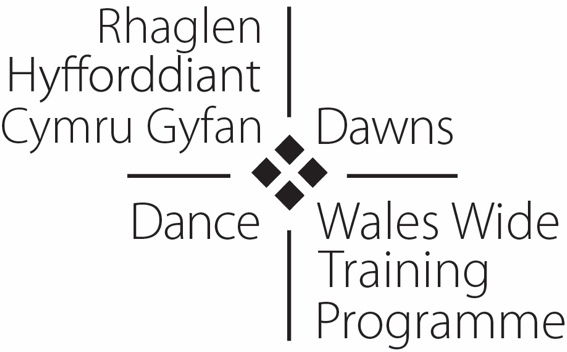 Rhaglen
Hyfforddiant
Cymru Gyfan
Dawns
Dance
Wales Wide
Training
Programme